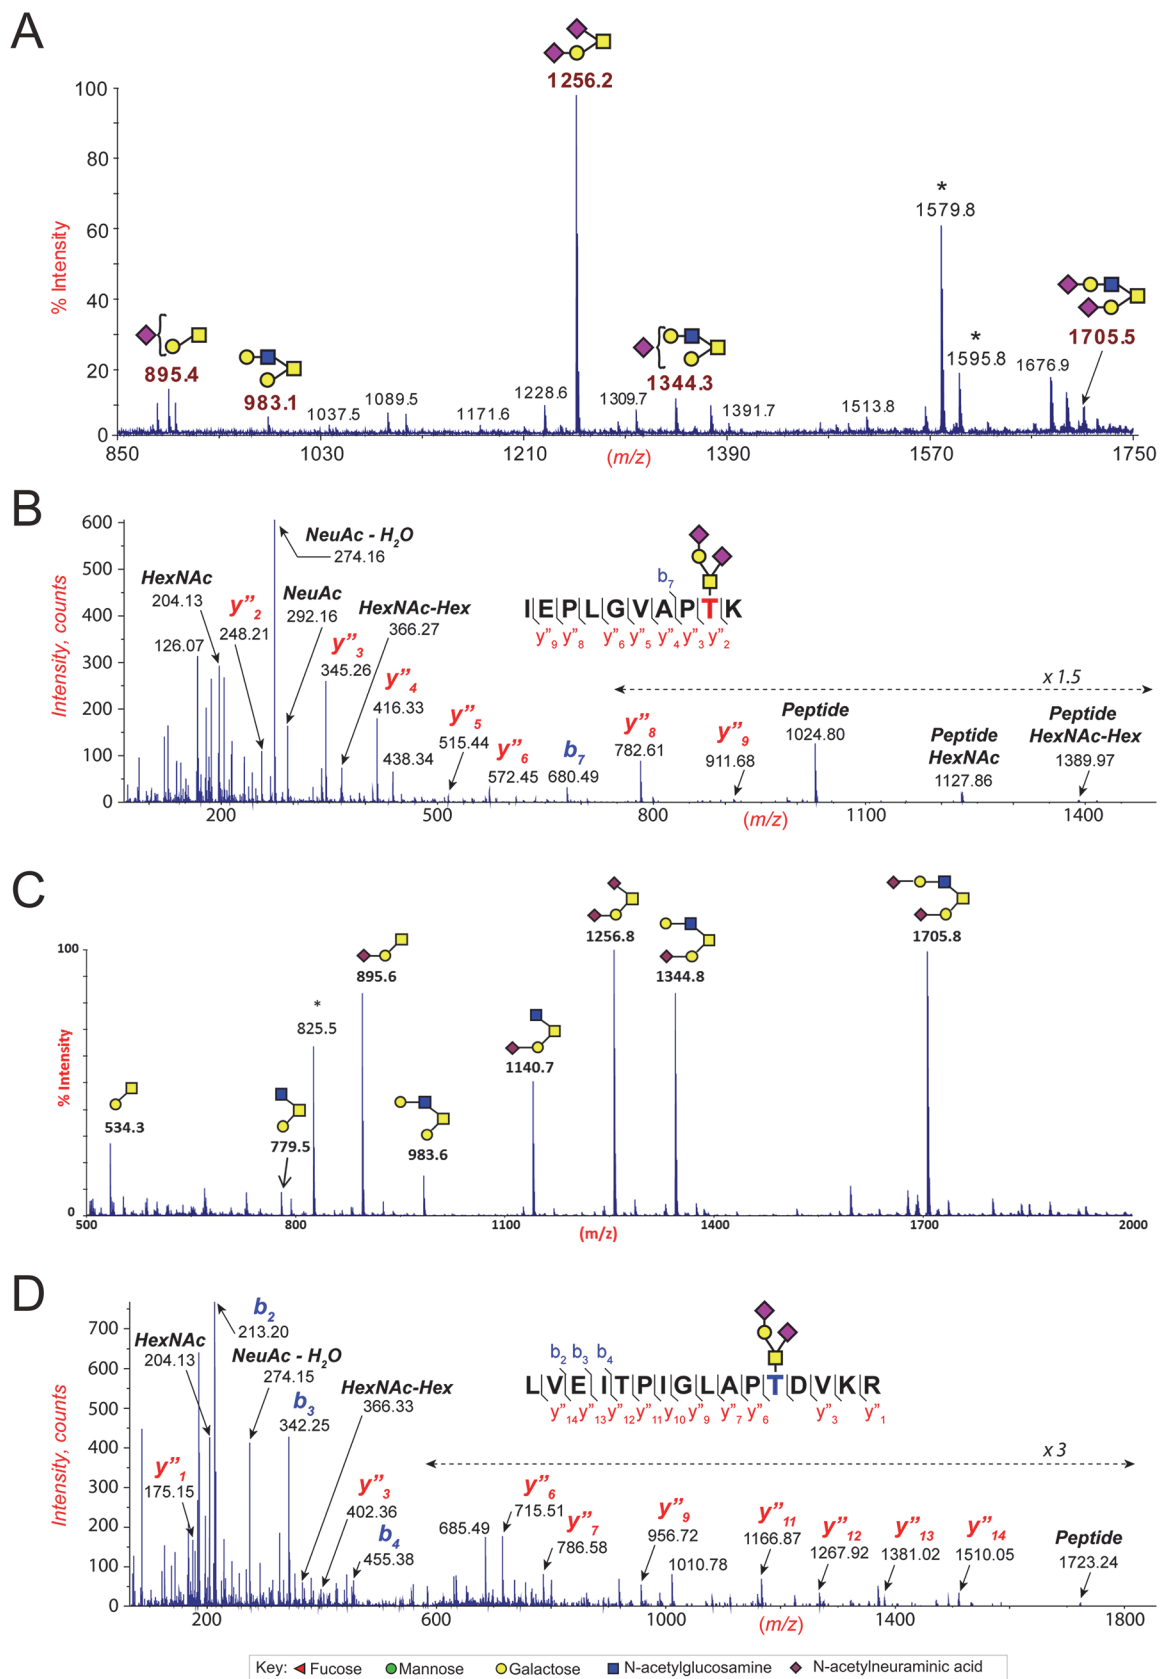 A
1256.2
100
80
60
40
20
0
% Intensity
*
1579.8
*
1595.8
1705.5
1676.9
895.4
983.1
1344.3
1037.5
1089.5
1171.6
1228.6
1309.7
1391.7
1513.8
850
1030
1210
1390
1570
1750
(m/z)
B
600
500
400
300
200
100
0
Intensity, counts
NeuAc - H2O
274.16
HexNAc
204.13
y"2
248.21
126.07
NeuAc
292.16
HexNAc-Hex
366.27
y"3
345.26
y"4
416.33
438.34
y"5
515.44
y"6
572.45
b7
680.49
y"8
782.61
y"9
911.68
Peptide
1024.80
Peptide
HexNAc
1127.86
Peptide
HexNAc-Hex
1389.97
x 1.5
b7
IEPLGVAPTK
y"9 y"8 y"6 y"5 y"4 y"3 y"2
200
500
800
1100
1400
(m/z)
C
100
0
% Intensity
534.3
779.5
*
825.5
895.6
983.6
1140.7
1256.8
1344.8
1705.8
500
800
1100
1400
1700
2000
(m/z)
D
700
600
500
400
300
200
100
0
Intensity, counts
b2
213.20
HexNAc
204.13
NeuAc - H2O
274.15
b3
342.25
HexNAc-Hex
366.33
y"1
175.15
y"3
402.36
b4
455.38
685.49
y"6
715.51
y"7
786.58
y"9
956.72
1010.78
y"11
1166.87
y"12
1267.92
y"13
1381.02
y"14
1510.05
Peptide
1723.24
x 3
b2 b3 b4
LVEITPIGLAPTDVKR
y"14 y"13 y"12 y"11 y"10 y"9 y"7 y"6 y"3 y"1
200
600
1000
1400
1800
(m/z)
Key: Fucose Mannose Galactose N-acetylglucosamine N-acetylneuraminic acid